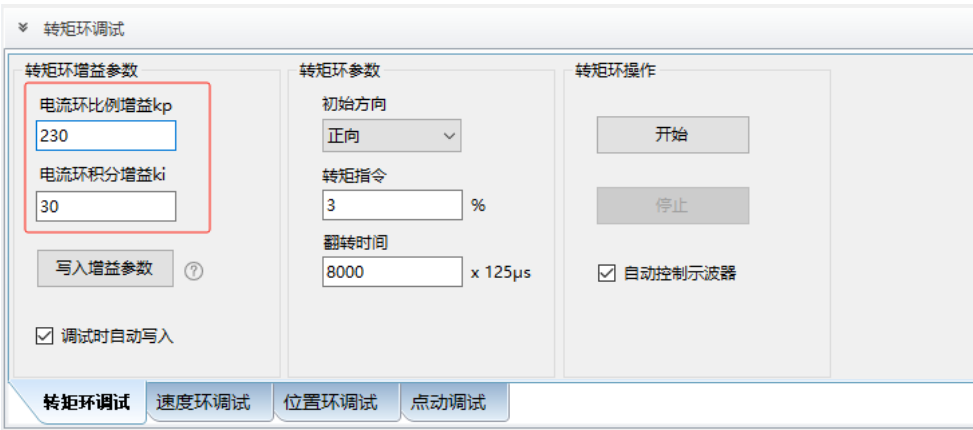 转矩环调试
转矩环增益参数
电流环比例增益kp
230
电流环积分增益ki
30
写入增益参数
?
调试时自动写入
转矩环参数
初始方向
正向
转矩指令
3 %
翻转时间
8000 x 125μs
转矩环操作
开始
停止
自动控制示波器
转矩环调试 速度环调试 位置环调试 点动调试